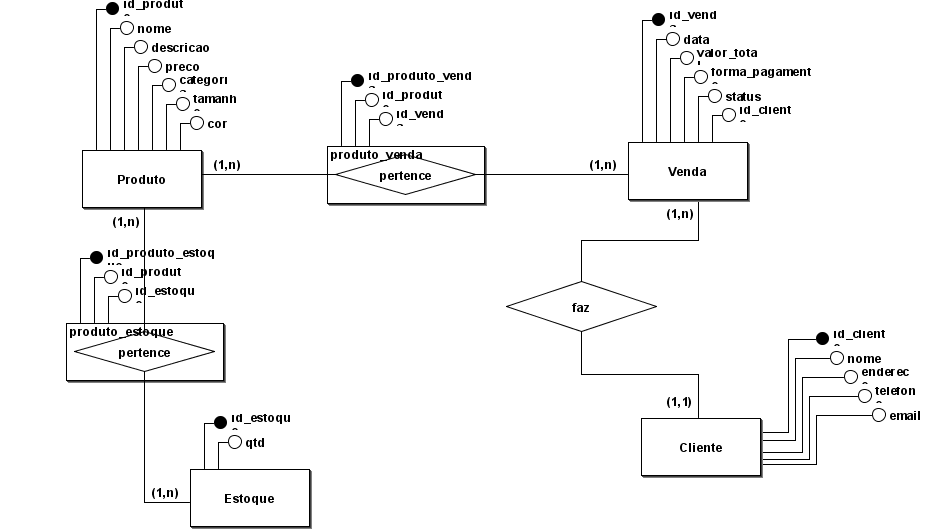 id_produt
nome
descricao
preco
categori
tamanh
cor
id_produto_vend
id_produt
id_vend
id_vend
data
valor_tota
forma_pagament
status
id_client
produto_venda
pertence
Produto
(1,n)
(1,n)
Venda
(1,n)
(1,n)
id_produto_estoq
id_produt
id_estoqu
produto_estoque
pertence
faz
id_client
nome
enderec
telefon
email
(1,1)
Cliente
id_estoqu
qtd
(1,n)
Estoque